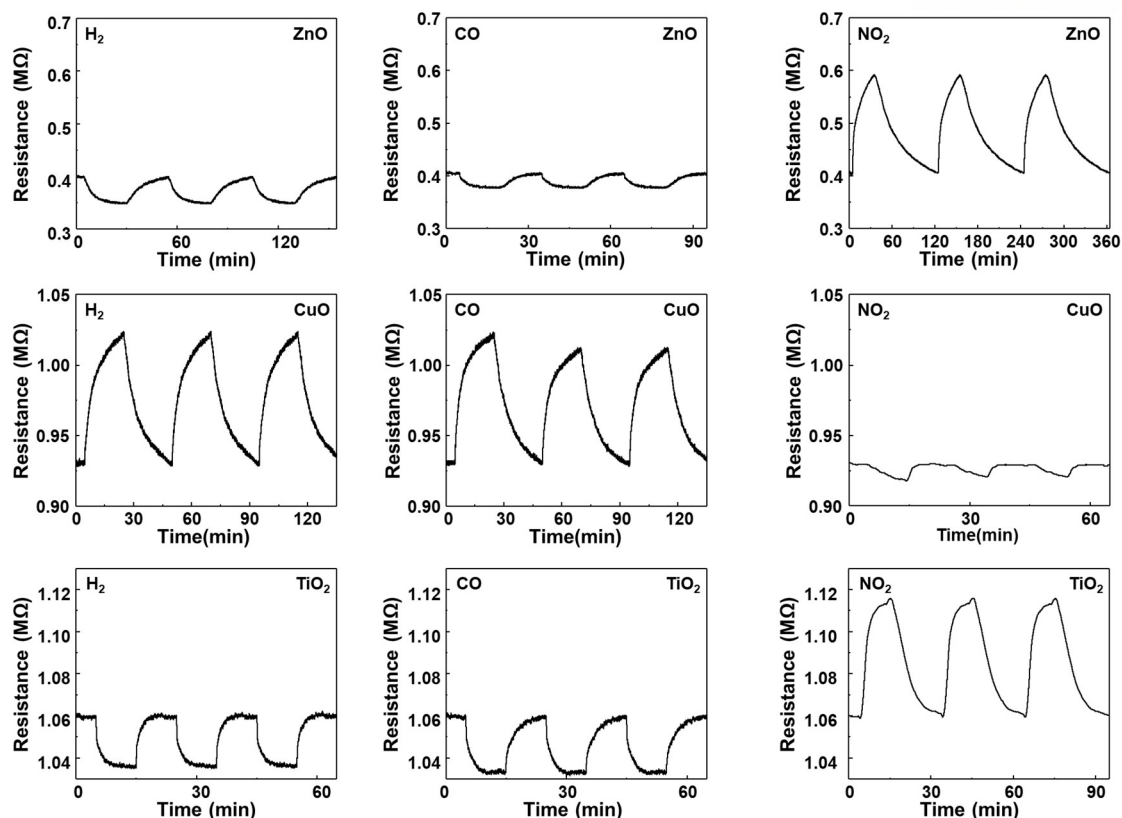 H₂ ZnO
Resistance (MΩ)
0.7
0.6
0.5
0.4
0.3
0 60 120
Time (min)
CO ZnO
Resistance (MΩ)
0.7
0.6
0.5
0.4
0.3
0 30 60 90
Time (min)
NO₂ ZnO
Resistance (MΩ)
0.7
0.6
0.5
0.4
0.3
0 60 120 180 240 300 360
Time (min)
H₂ CuO
Resistance (MΩ)
1.05
1.00
0.95
0.90
0 30 60 90 120
Time(min)
CO CuO
Resistance (MΩ)
1.05
1.00
0.95
0.90
0 30 60 90 120
Time(min)
NO₂ CuO
Resistance (MΩ)
1.05
1.00
0.95
0.90
0 30 60
Time(min)
H₂ TiO₂
Resistance (MΩ)
1.12
1.10
1.08
1.06
1.04
0 30 60
Time (min)
CO TiO₂
Resistance (MΩ)
1.12
1.10
1.08
1.06
1.04
0 30 60
Time (min)
NO₂ TiO₂
Resistance (MΩ)
1.12
1.10
1.08
1.06
1.04
0 30 60 90
Time (min)